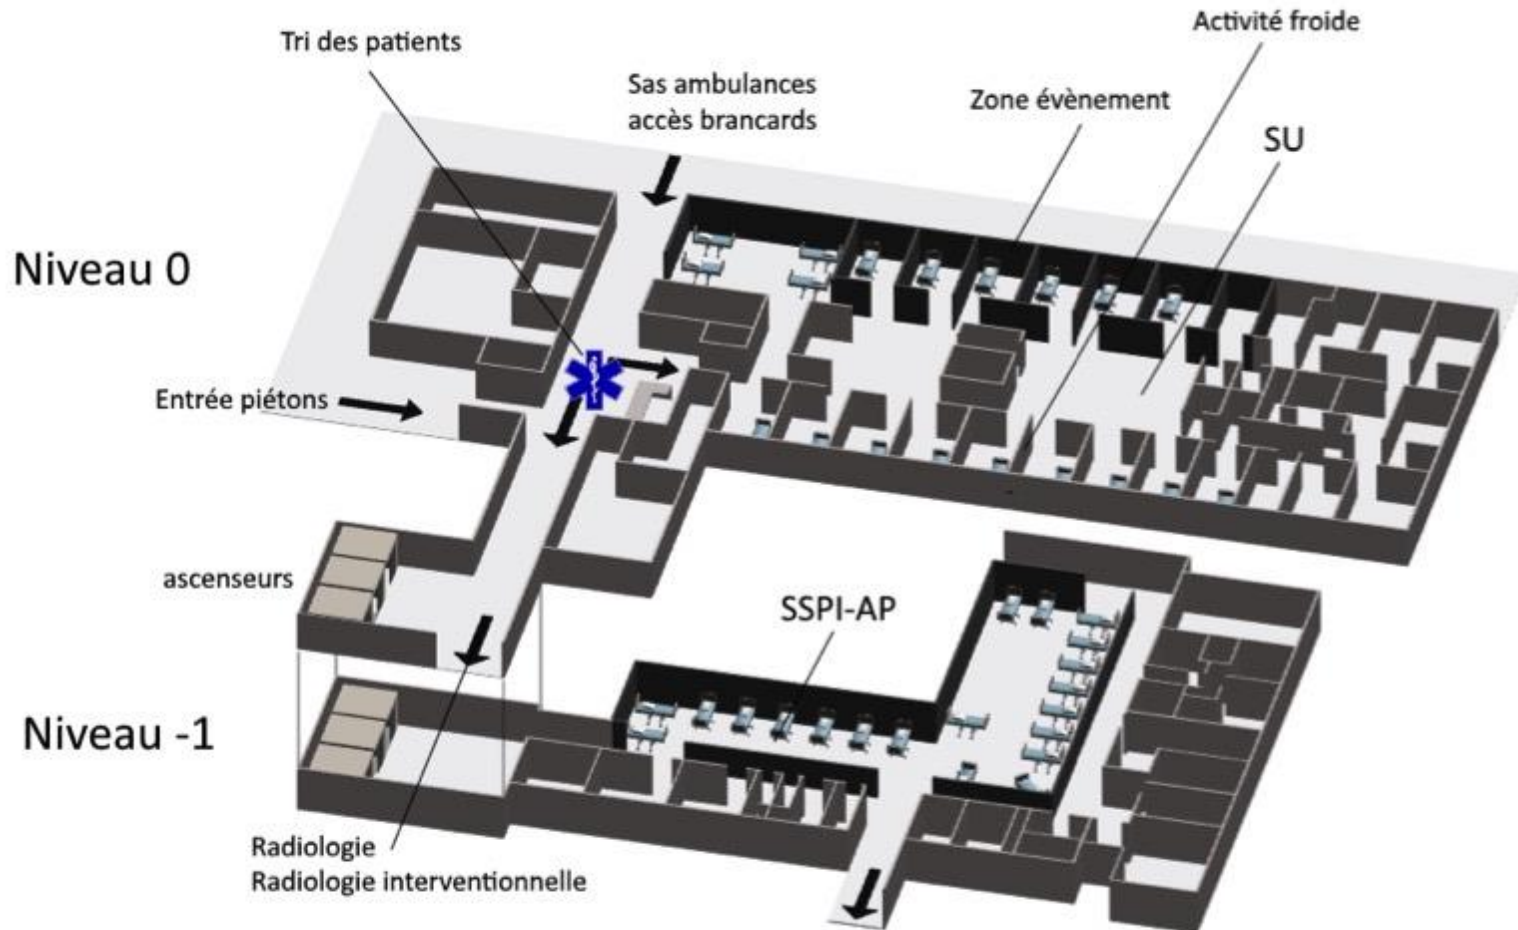 Activité froide
Tri des patients
Sas ambulances
accès brancards
Zone évènement
SU
Niveau 0
Entrée piétons
ascenseurs
SSPI-AP
Niveau -1
Radiologie
Radiologie interventionnelle